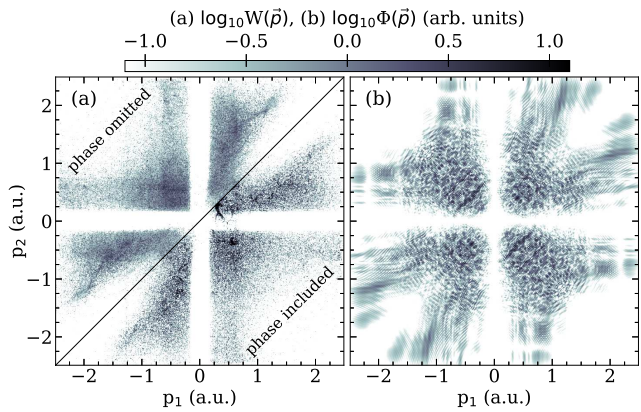 (a) log₁₀W(p⃗), (b) log₁₀Φ(p⃗) (arb. units)
−1.0 −0.5 0.0 0.5 1.0
(a) (b)
phase omitted
phase included
2
1
0
−1
−2
p₂ (a.u.)
−2 −1 0 1 2 −2 −1 0 1 2
p₁ (a.u.) p₁ (a.u.)